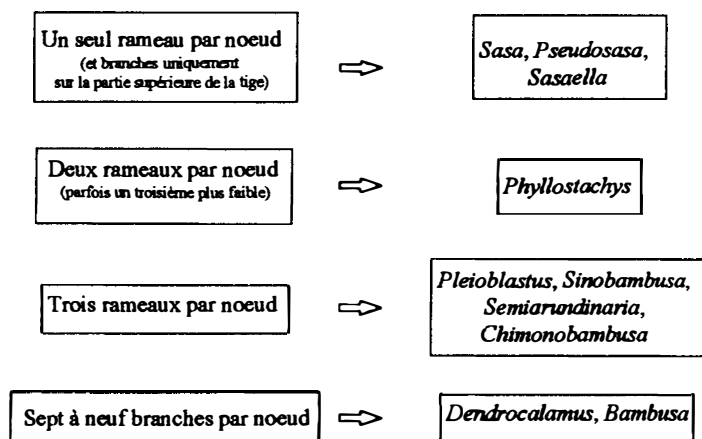 Un seul rameau par noeud
(et branches uniquement
sur la partie supérieure de la tige)
Sasa, Pseudosasa,
Sasaella
Deux rameaux par noeud
(parfois un troisième plus faible)
Phyllostachys
Trois rameaux par noeud
Pleioblastus, Sinobambusa,
Semiarundinaria,
Chimonobambusa
Sept à neuf branches par noeud
Dendrocalamus, Bambusa